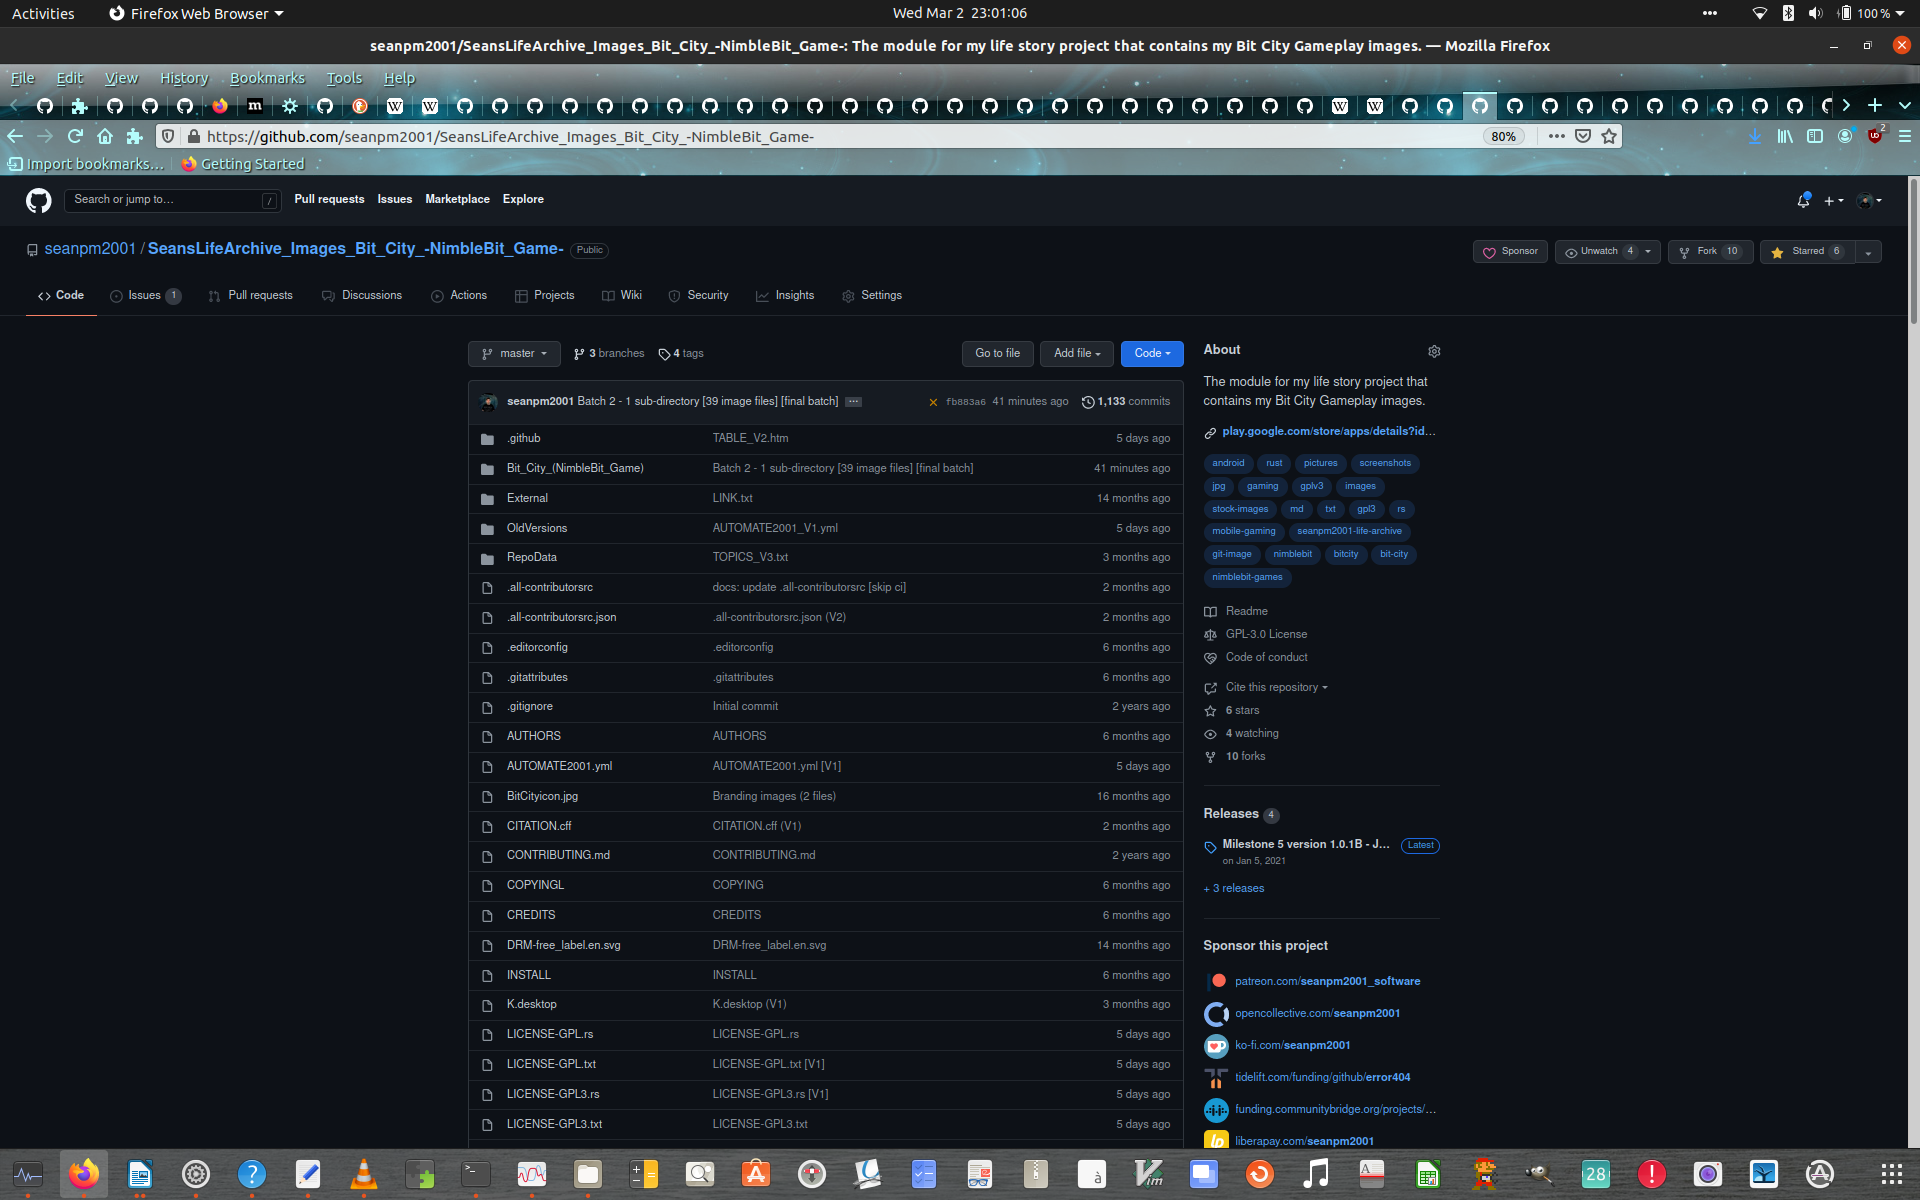 Activities Firefox Web Browser Wed Mar 2 23:01:06 100 %
seanpm2001/SeansLifeArchive_Images_Bit_City_-NimbleBit_Game-: The module for my life story project that contains my Bit City Gameplay images. — Mozilla Firefox
File Edit View History Bookmarks Tools Help
https://github.com/seanpm2001/SeansLifeArchive_Images_Bit_City_-NimbleBit_Game- 80% 2
Import bookmarks... Getting Started
Search or jump to... / Pull requests Issues Marketplace Explore
seanpm2001 / SeansLifeArchive_Images_Bit_City_-NimbleBit_Game- Public
Sponsor Unwatch 4 Fork 10 Starred 6
Code Issues 1 Pull requests Discussions Actions Projects Wiki Security Insights Settings
master 3 branches 4 tags Go to file Add file Code
seanpm2001 Batch 2 - 1 sub-directory [39 image files] [final batch] fb883a6 41 minutes ago 1,133 commits
.github TABLE_V2.htm 5 days ago
Bit_City_(NimbleBit_Game) Batch 2 - 1 sub-directory [39 image files] [final batch] 41 minutes ago
External LINK.txt 14 months ago
OldVersions AUTOMATE2001_V1.yml 5 days ago
RepoData TOPICS_V3.txt 3 months ago
.all-contributorsrc docs: update .all-contributorsrc [skip ci] 2 months ago
.all-contributorsrc.json .all-contributorsrc.json (V2) 2 months ago
.editorconfig .editorconfig 6 months ago
.gitattributes .gitattributes 6 months ago
.gitignore Initial commit 2 years ago
AUTHORS AUTHORS 6 months ago
AUTOMATE2001.yml AUTOMATE2001.yml [V1] 5 days ago
BitCityicon.jpg Branding images (2 files) 16 months ago
CITATION.cff CITATION.cff (V1) 2 months ago
CONTRIBUTING.md CONTRIBUTING.md 2 years ago
COPYINGL COPYING 6 months ago
CREDITS CREDITS 6 months ago
DRM-free_label.en.svg DRM-free_label.en.svg 14 months ago
INSTALL INSTALL 6 months ago
K.desktop K.desktop (V1) 3 months ago
LICENSE-GPL.rs LICENSE-GPL.rs 5 days ago
LICENSE-GPL.txt LICENSE-GPL.txt [V1] 5 days ago
LICENSE-GPL3.rs LICENSE-GPL3.rs [V1] 5 days ago
LICENSE-GPL3.txt LICENSE-GPL3.txt 5 days ago
About
The module for my life story project that
contains my Bit City Gameplay images.
play.google.com/store/apps/details?id...
android rust pictures screenshots
jpg gaming gplv3 images
stock-images md txt gpl3 rs
mobile-gaming seanpm2001-life-archive
git-image nimblebit bitcity bit-city
nimblebit-games
Readme
GPL-3.0 License
Code of conduct
Cite this repository
6 stars
4 watching
10 forks
Releases 4
Milestone 5 version 1.0.1B - J... Latest
on Jan 5, 2021
+ 3 releases
Sponsor this project
patreon.com/seanpm2001_software
opencollective.com/seanpm2001
ko-fi.com/seanpm2001
tidelift.com/funding/github/error404
funding.communitybridge.org/projects/...
liberapay.com/seanpm2001
28